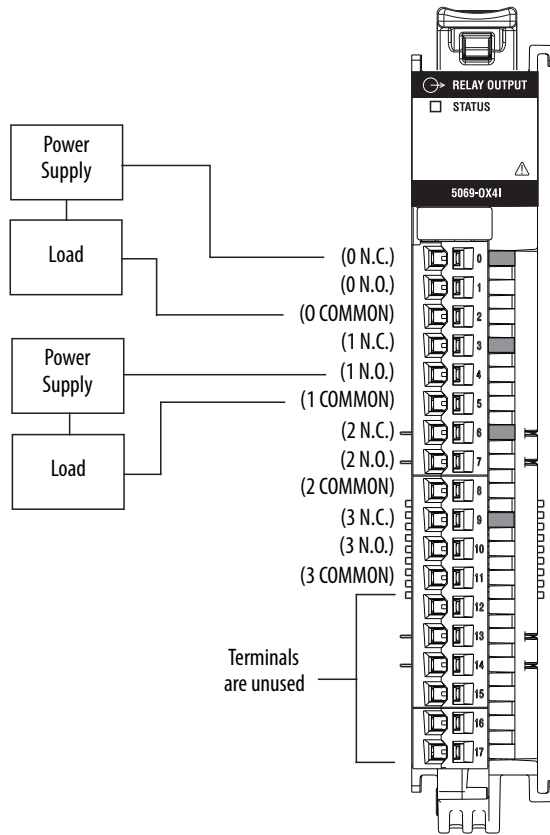 RELAY OUTPUT
STATUS
5069-OX4I
Power
Supply
Load
Power
Supply
Load
(0 N.C.)
(0 N.O.)
(0 COMMON)
(1 N.C.)
(1 N.O.)
(1 COMMON)
(2 N.C.)
(2 N.O.)
(2 COMMON)
(3 N.C.)
(3 N.O.)
(3 COMMON)
Terminals
are unused
0
1
2
3
4
5
6
7
8
9
10
11
12
13
14
15
16
17